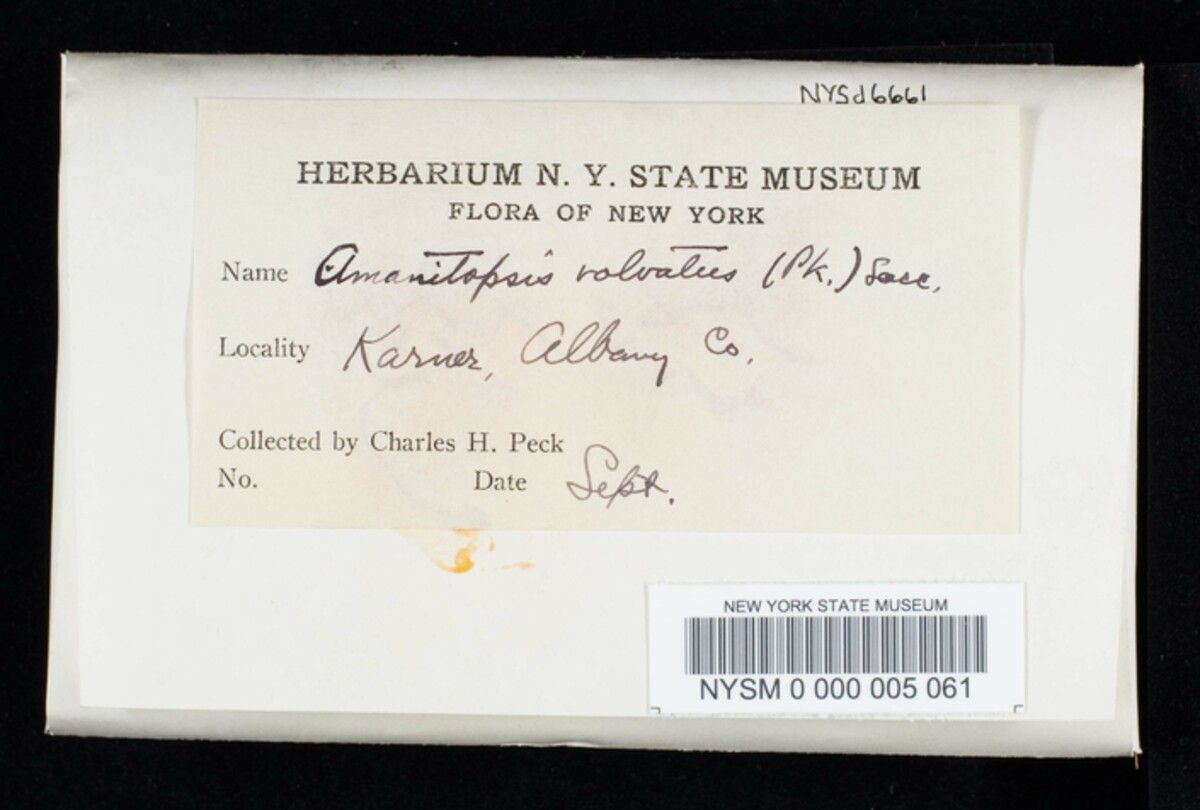 NYSd6661
HERBARIUM N. Y. STATE MUSEUM
FLORA OF NEW YORK
Name Amanitopsis volvatus (Pk.) Sacc.
Locality Karner, Albany Co.
Collected by Charles H. Peck
No. Date Sept.
NEW YORK STATE MUSEUM
NYSM 0 000 005 061